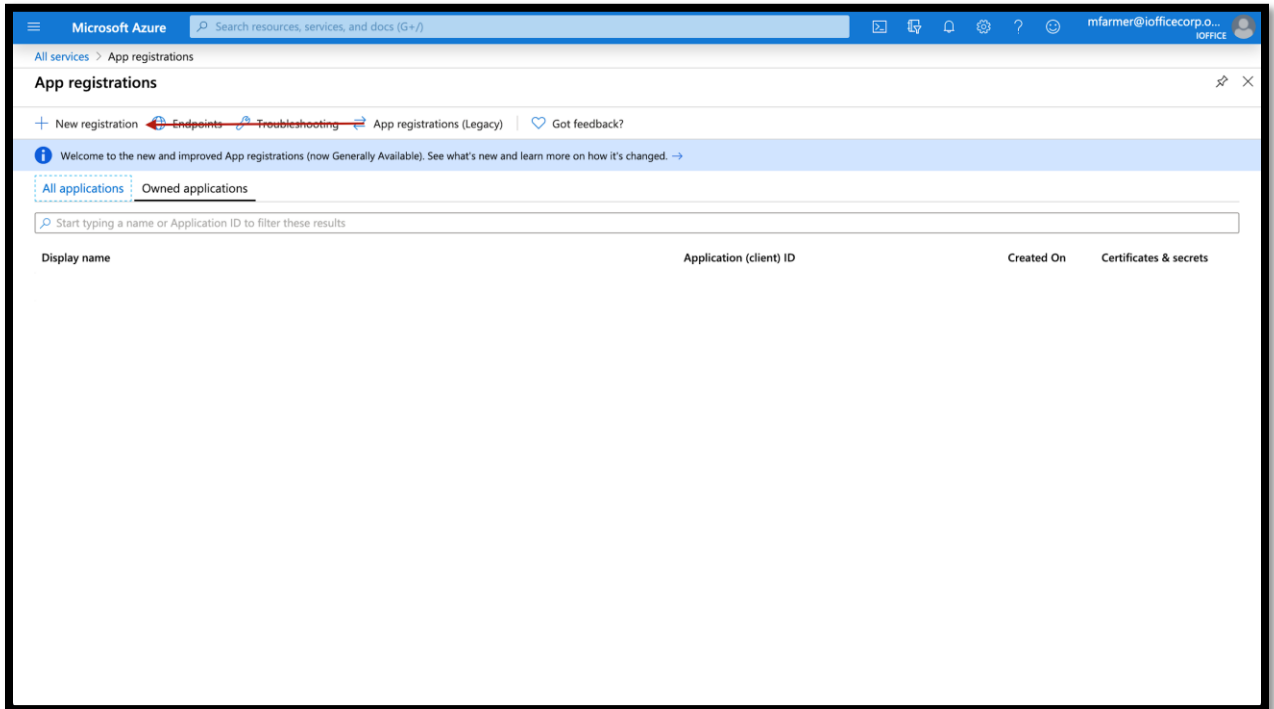 Microsoft Azure Search resources, services, and docs (G+/) mfarmer@iofficecorp.o...
IOFFICE
All services > App registrations
App registrations
New registration Endpoints Troubleshooting App registrations (Legacy) Got feedback?
Welcome to the new and improved App registrations (now Generally Available). See what's new and learn more on how it's changed. →
All applications Owned applications
Start typing a name or Application ID to filter these results
Display name Application (client) ID Created On Certificates & secrets